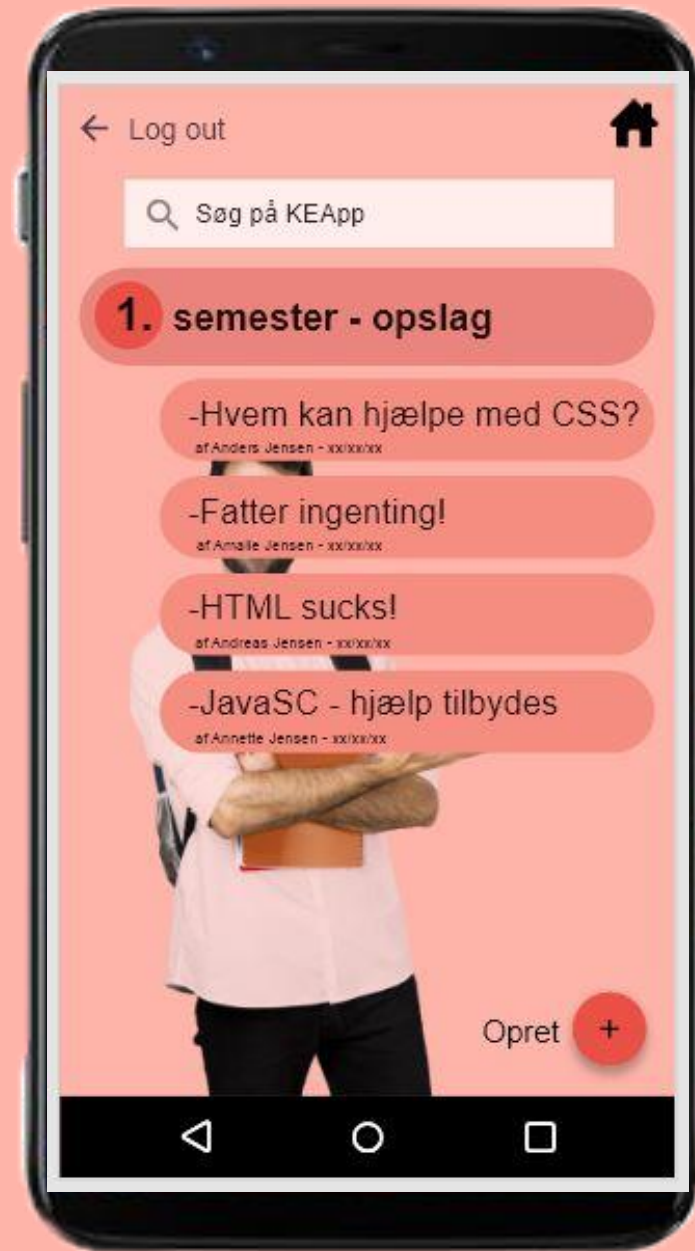 Log out
Søg på KEApp
1. semester - opslag
-Hvem kan hjælpe med CSS?
af Anders Jensen - xx/xx/xx
-Fatter ingenting!
af Amalie Jensen - xx/xx/xx
-HTML sucks!
af Andreas Jensen - xx/xx/xx
-JavaSC - hjælp tilbydes
af Annette Jensen - xx/xx/xx
Opret +